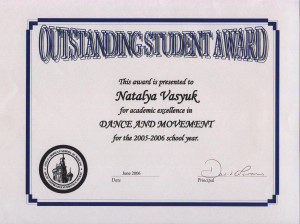 OUTSTANDING STUDENT AWARD
This award is presented to
Natalya Vasyuk
for academic excellence in
DANCE AND MOVEMENT
for the 2005-2006 school year.
June 2006
Date
Principal